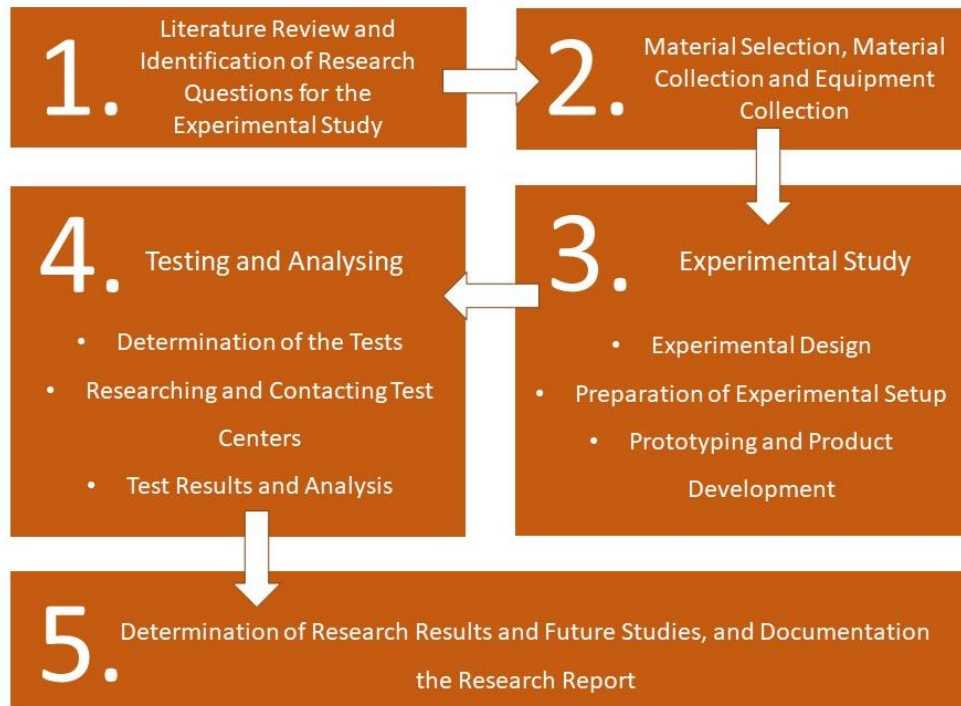 1.
Literature Review and
Identification of Research
Questions for the
Experimental Study
2.
Material Selection, Material
Collection and Equipment
Collection
3.
Experimental Study
• Experimental Design
• Preparation of Experimental Setup
• Prototyping and Product
Development
4.
Testing and Analysing
• Determination of the Tests
• Researching and Contacting Test
Centers
• Test Results and Analysis
5.
Determination of Research Results and Future Studies, and Documentation
the Research Report